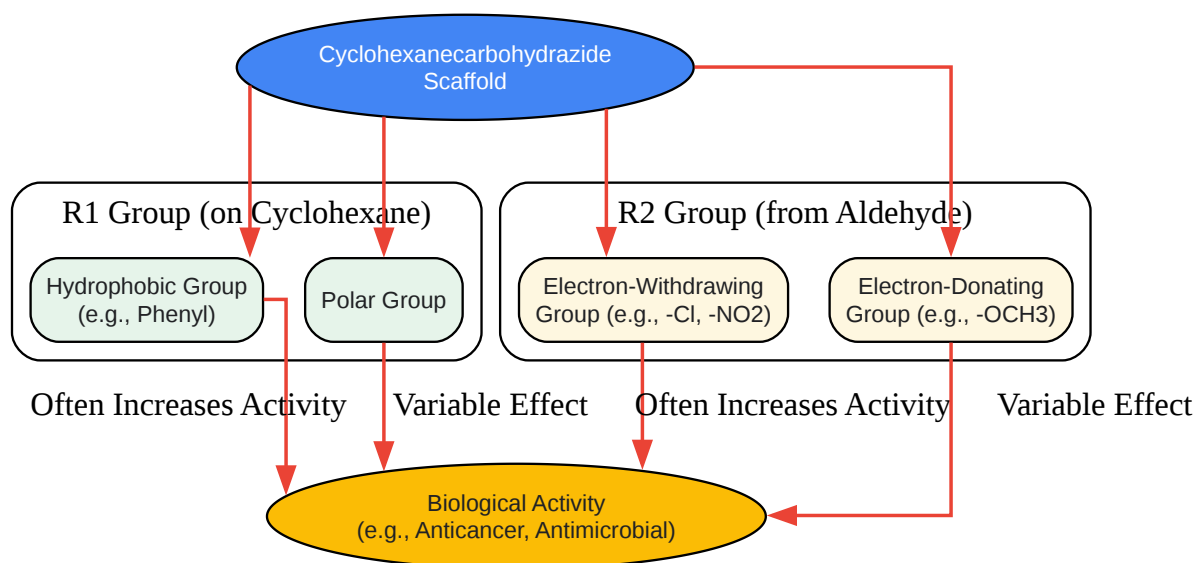 Cyclohexanecarbohydrazide
Scaffold
R1 Group (on Cyclohexane)
R2 Group (from Aldehyde)
Hydrophobic Group
(e.g., Phenyl)
Polar Group
Electron-Withdrawing
Group (e.g., -Cl, -NO2)
Electron-Donating
Group (e.g., -OCH3)
Often Increases Activity
Variable Effect
Often Increases Activity
Variable Effect
Biological Activity
(e.g., Anticancer, Antimicrobial)